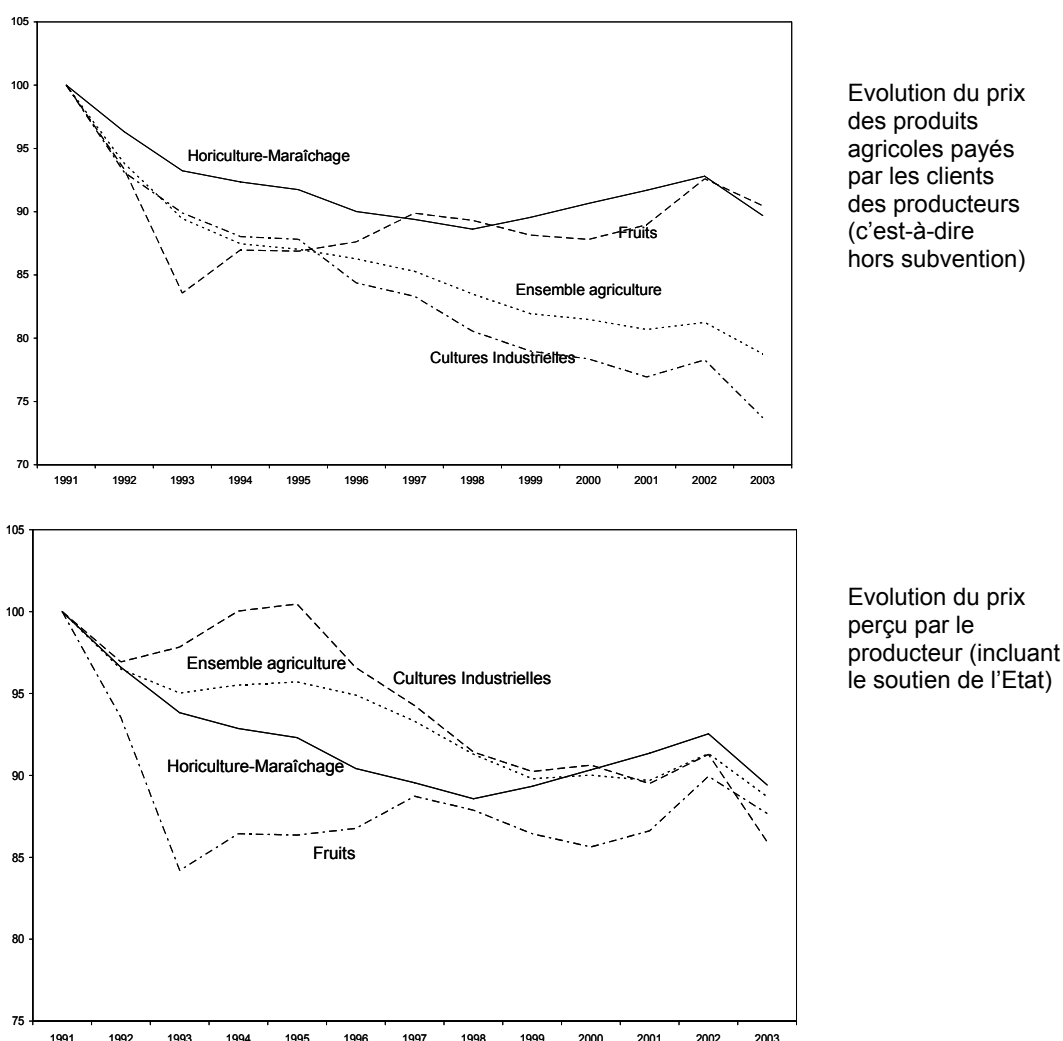 105
100
95
90
85
80
75
70
Horiculture-Maraîchage
Fruits
Ensemble agriculture
Cultures Industrielles
1991 1992 1993 1994 1995 1996 1997 1998 1999 2000 2001 2002 2003
Evolution du prix
des produits
agricoles payés
par les clients
des producteurs
(c'est-à-dire
hors subvention)
105
100
95
90
85
80
75
Ensemble agriculture
Cultures Industrielles
Horiculture-Maraîchage
Fruits
1991 1992 1993 1994 1995 1996 1997 1998 1999 2000 2001 2002 2003
Evolution du prix
perçu par le
producteur (incluant
le soutien de l'Etat)